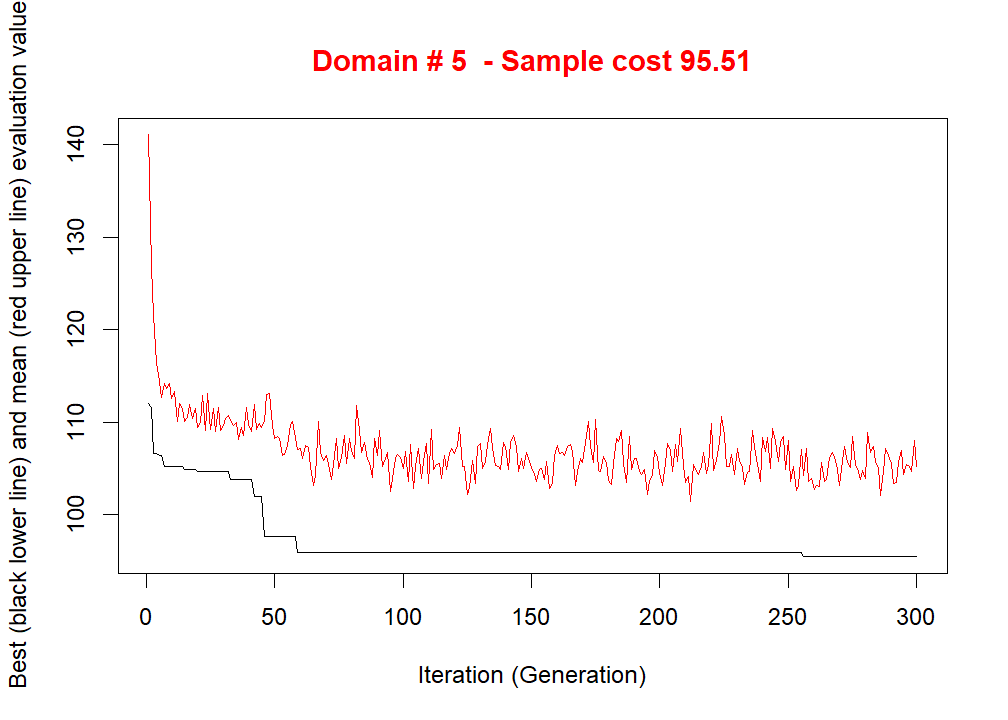 Domain # 5  - Sample cost 95.51
Best (black lower line) and mean (red upper line) evaluation value
140
130
120
110
100
0 50 100 150 200 250 300
Iteration (Generation)